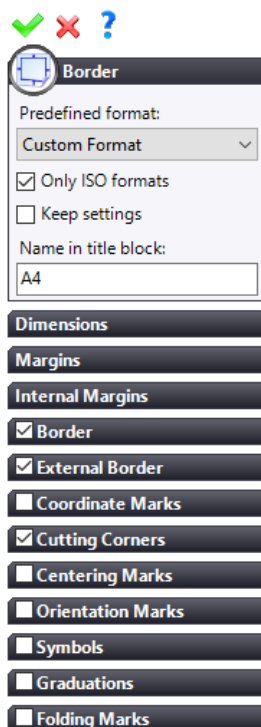 ?
Border
Predefined format:
Custom Format
Only ISO formats
Keep settings
Name in title block:
A4
Dimensions
Margins
Internal Margins
Border
External Border
Coordinate Marks
Cutting Corners
Centering Marks
Orientation Marks
Symbols
Graduations
Folding Marks